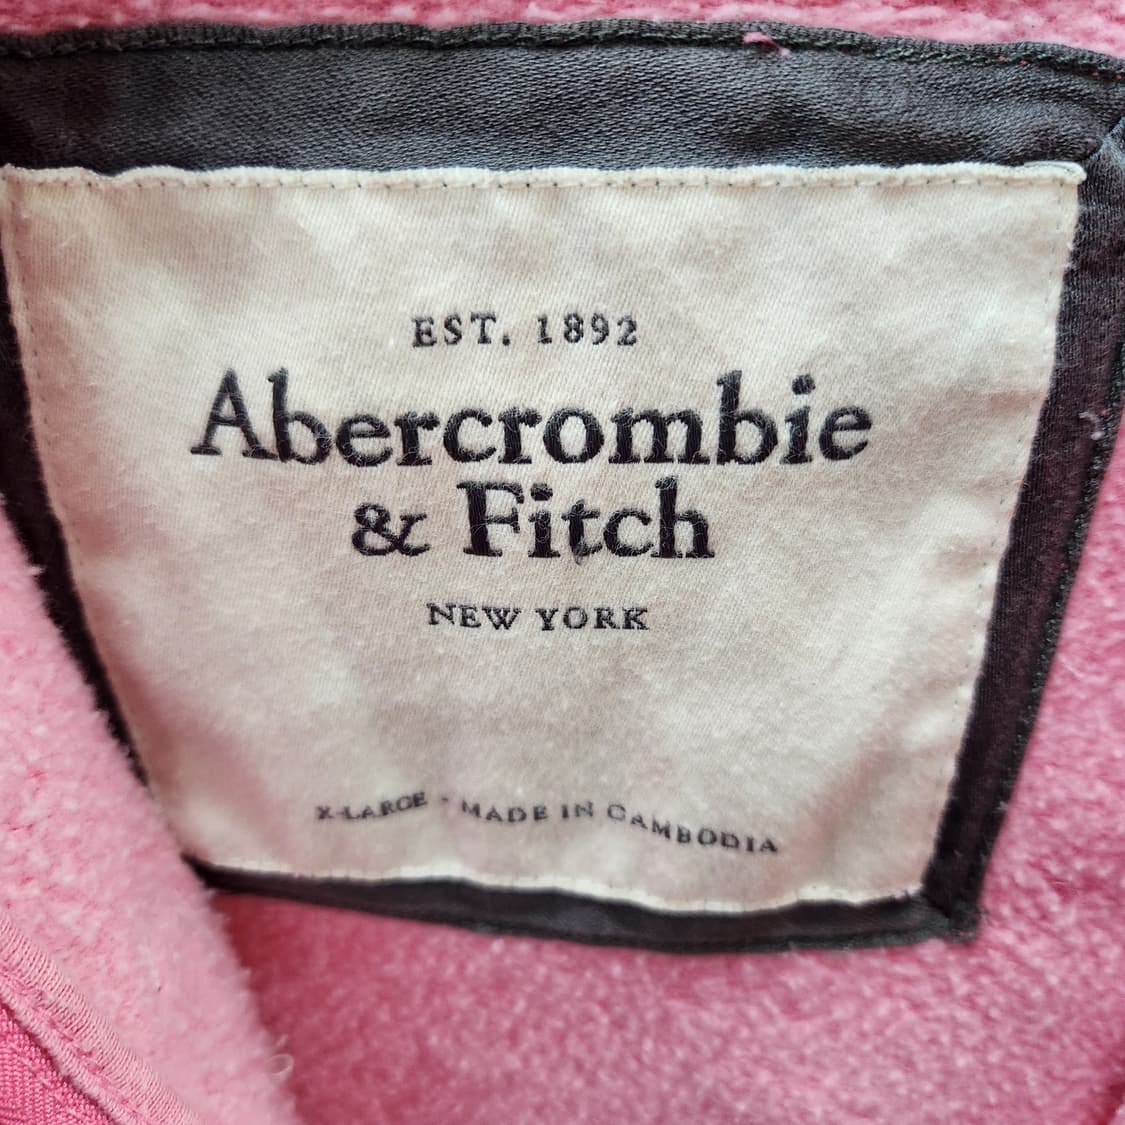 EST. 1892
Abercrombie
& Fitch
NEW YORK
X-LARGE - MADE IN CAMBODIA